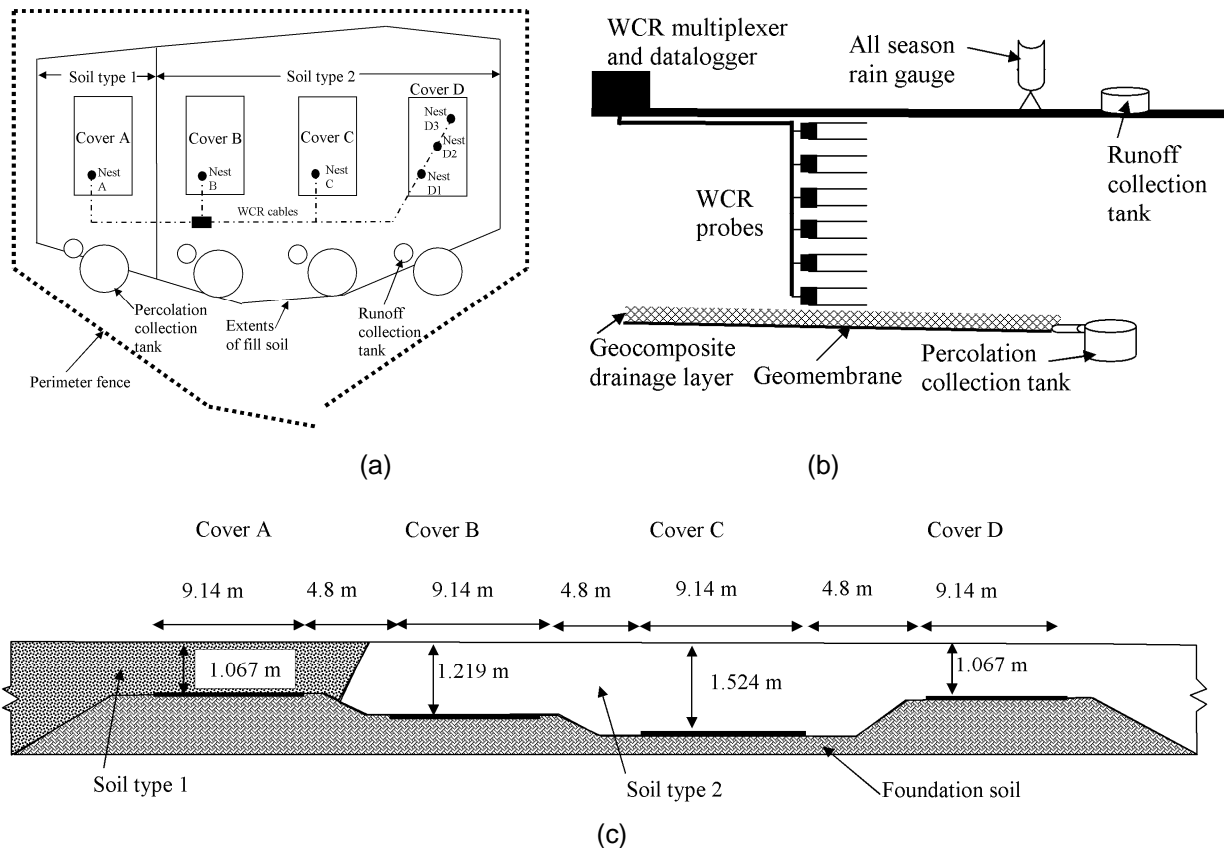 Soil type 1
Soil type 2
Cover D
Cover A
Cover B
Cover C
Nest
D3
Nest
D2
Nest
D1
Nest
A
Nest
B
Nest
C
WCR cables
Percolation
collection
tank
Extents
of fill soil
Runoff
collection
tank
Perimeter fence
(a)
WCR multiplexer
and datalogger
All season
rain gauge
WCR
probes
Runoff
collection
tank
Geocomposite
drainage layer
Geomembrane
Percolation
collection tank
(b)
Cover A
Cover B
Cover C
Cover D
9.14 m
4.8 m
9.14 m
4.8 m
9.14 m
4.8 m
9.14 m
1.067 m
1.219 m
1.524 m
1.067 m
Soil type 1
Soil type 2
Foundation soil
(c)